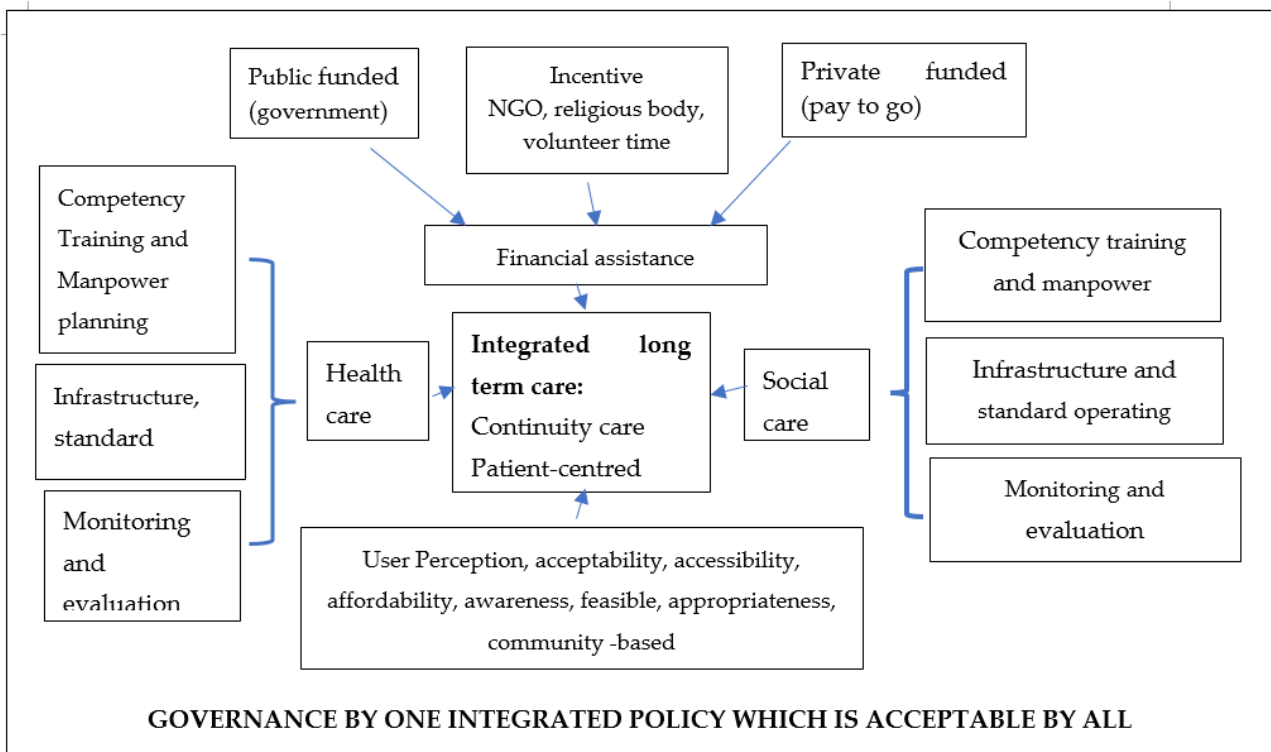 Public funded
(government)
Incentive
NGO, religious body,
volunteer time
Private funded
(pay to go)
Financial assistance
Competency
Training and
Manpower
planning
Infrastructure,
standard
Monitoring
and
evaluation
Health
care
Integrated long
term care:
Continuity care
Patient-centred
Social
care
Competency training
and manpower
Infrastructure and
standard operating
Monitoring and
evaluation
User Perception, acceptability, accessibility,
affordability, awareness, feasible, appropriateness,
community -based
GOVERNANCE BY ONE INTEGRATED POLICY WHICH IS ACCEPTABLE BY ALL